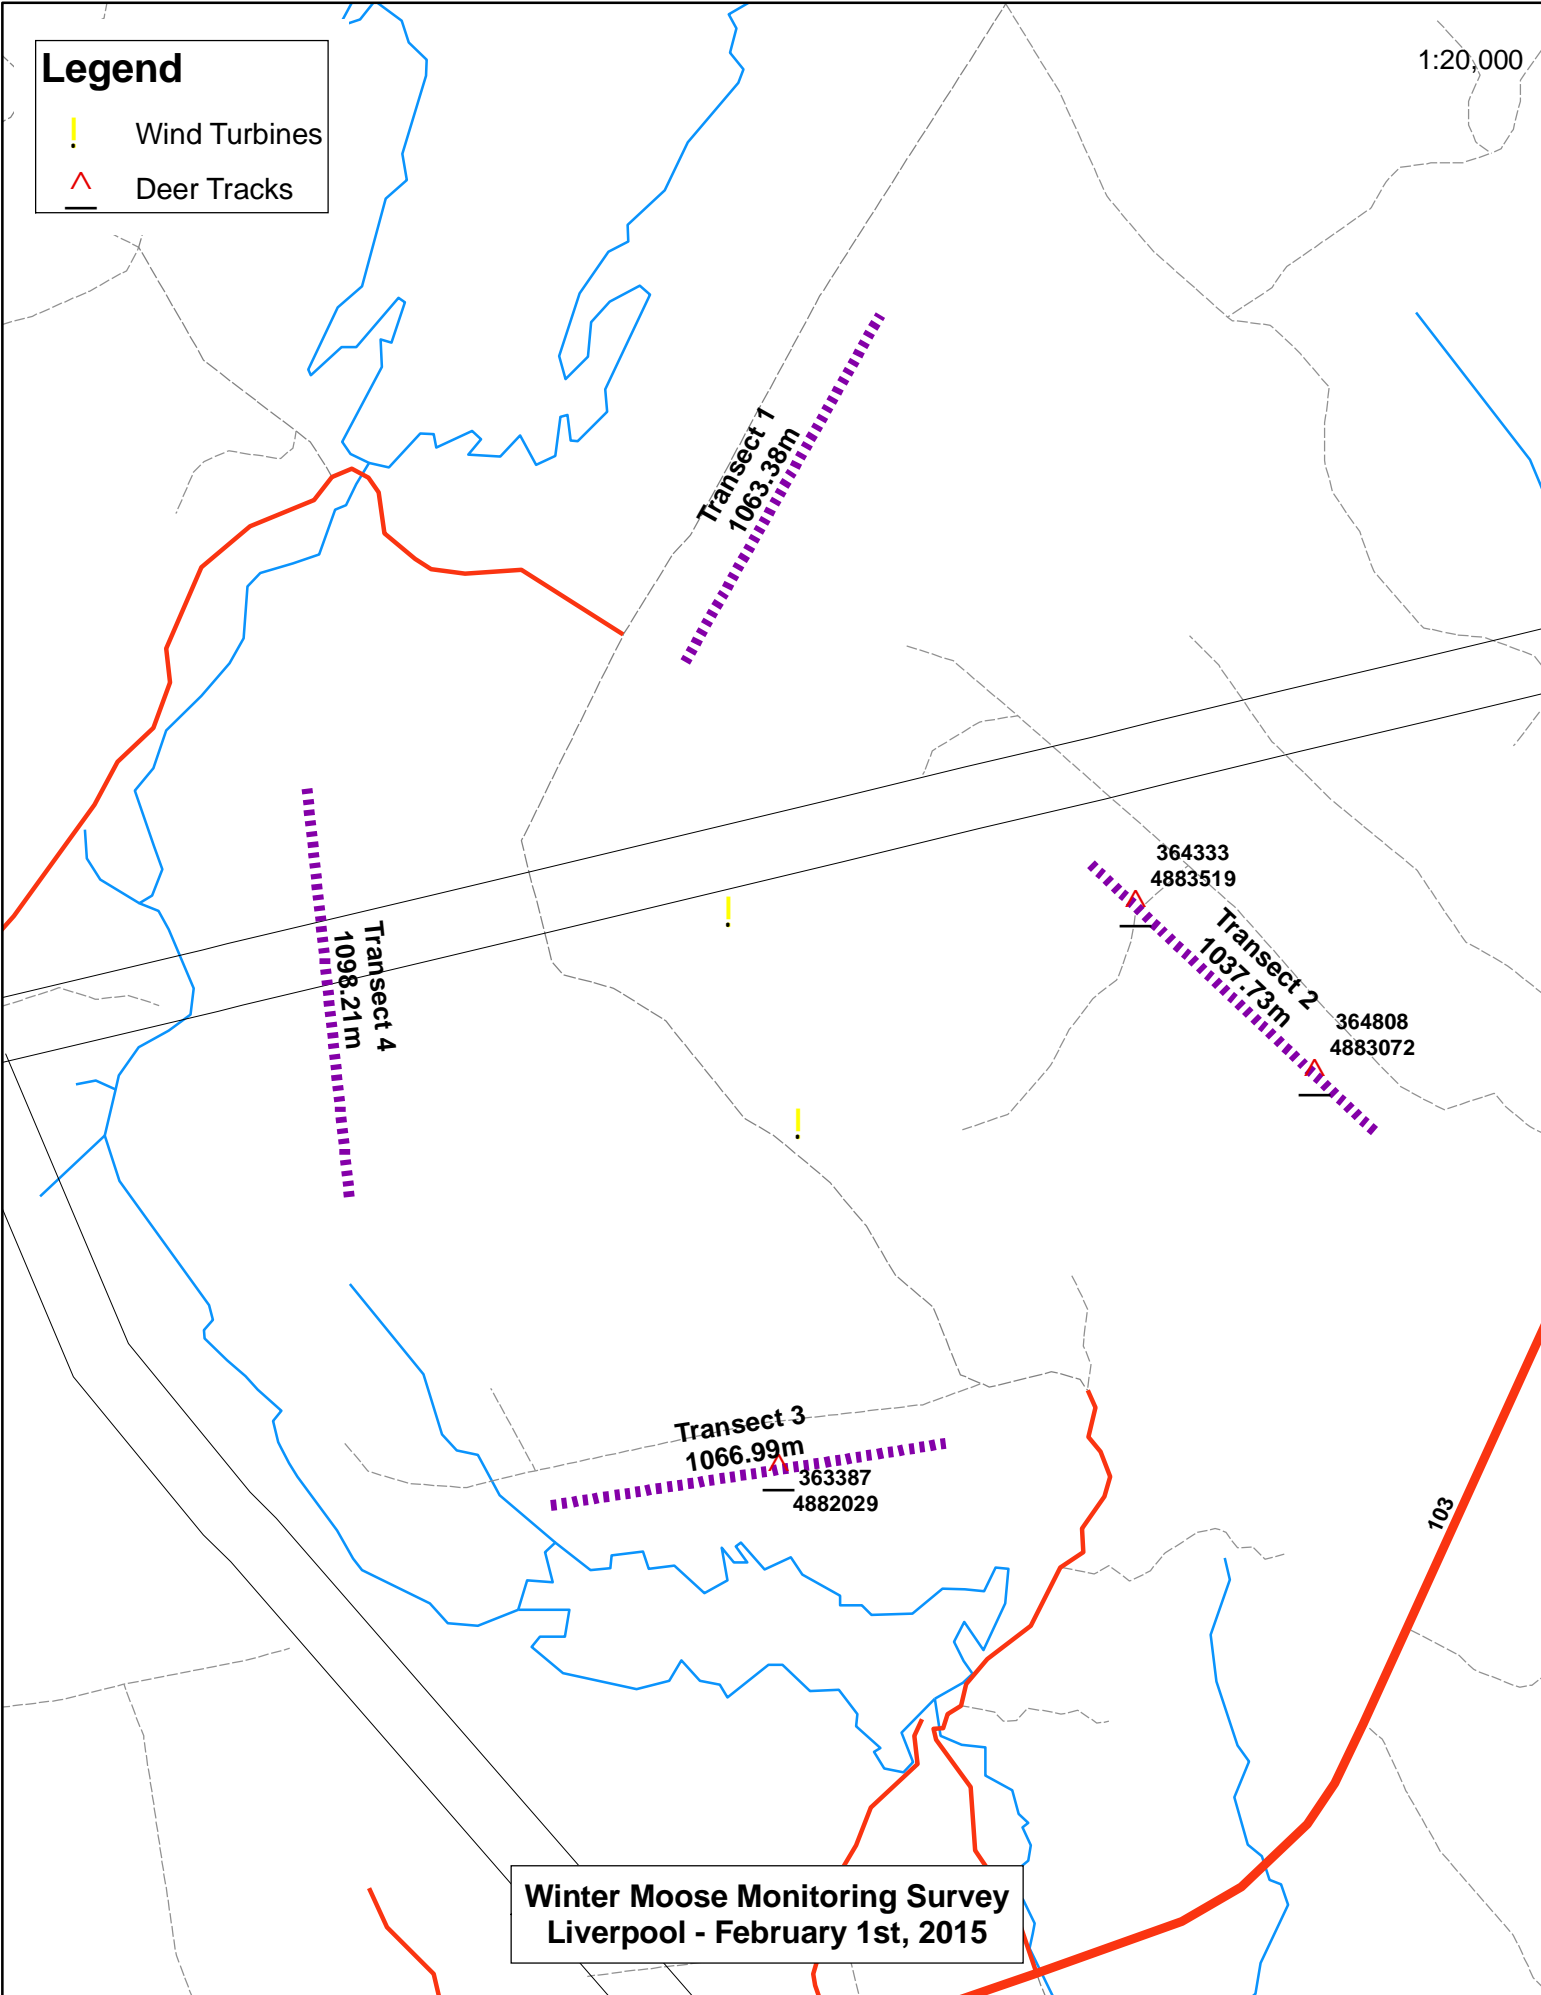 Legend
Wind Turbines
Deer Tracks
1:20,000
Transect 1
1063.38m
364333
4883519
Transect 2
1037.73m
364808
4883072
Transect 4
1098.21m
Transect 3
1066.99m
363387
4882029
103
Winter Moose Monitoring Survey
Liverpool - February 1st, 2015